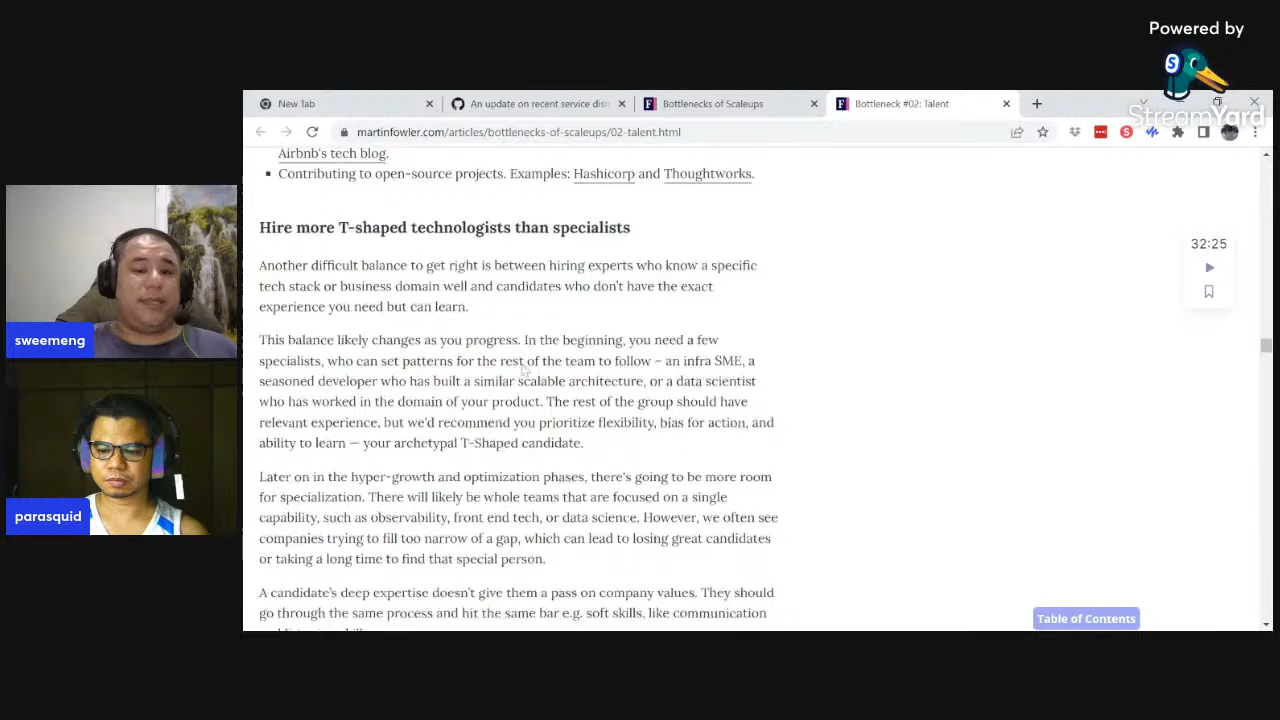 Powered by
StreamYard
New Tab
An update on recent service disr
Bottlenecks of Scaleups
Bottleneck #02: Talent
martinfowler.com/articles/bottlenecks-of-scaleups/02-talent.html
Airbnb's tech blog.
Contributing to open-source projects. Examples: Hashicorp and Thoughtworks.
Hire more T-shaped technologists than specialists
32:25
Another difficult balance to get right is between hiring experts who know a specific
tech stack or business domain well and candidates who don't have the exact
experience you need but can learn.
This balance likely changes as you progress. In the beginning, you need a few
specialists, who can set patterns for the rest of the team to follow – an infra SME, a
seasoned developer who has built a similar scalable architecture, or a data scientist
who has worked in the domain of your product. The rest of the group should have
relevant experience, but we'd recommend you prioritize flexibility, bias for action, and
ability to learn — your archetypal T-Shaped candidate.
Later on in the hyper-growth and optimization phases, there's going to be more room
for specialization. There will likely be whole teams that are focused on a single
capability, such as observability, front end tech, or data science. However, we often see
companies trying to fill too narrow of a gap, which can lead to losing great candidates
or taking a long time to find that special person.
A candidate's deep expertise doesn't give them a pass on company values. They should
go through the same process and hit the same bar e.g. soft skills, like communication
Table of Contents
sweemeng
parasquid